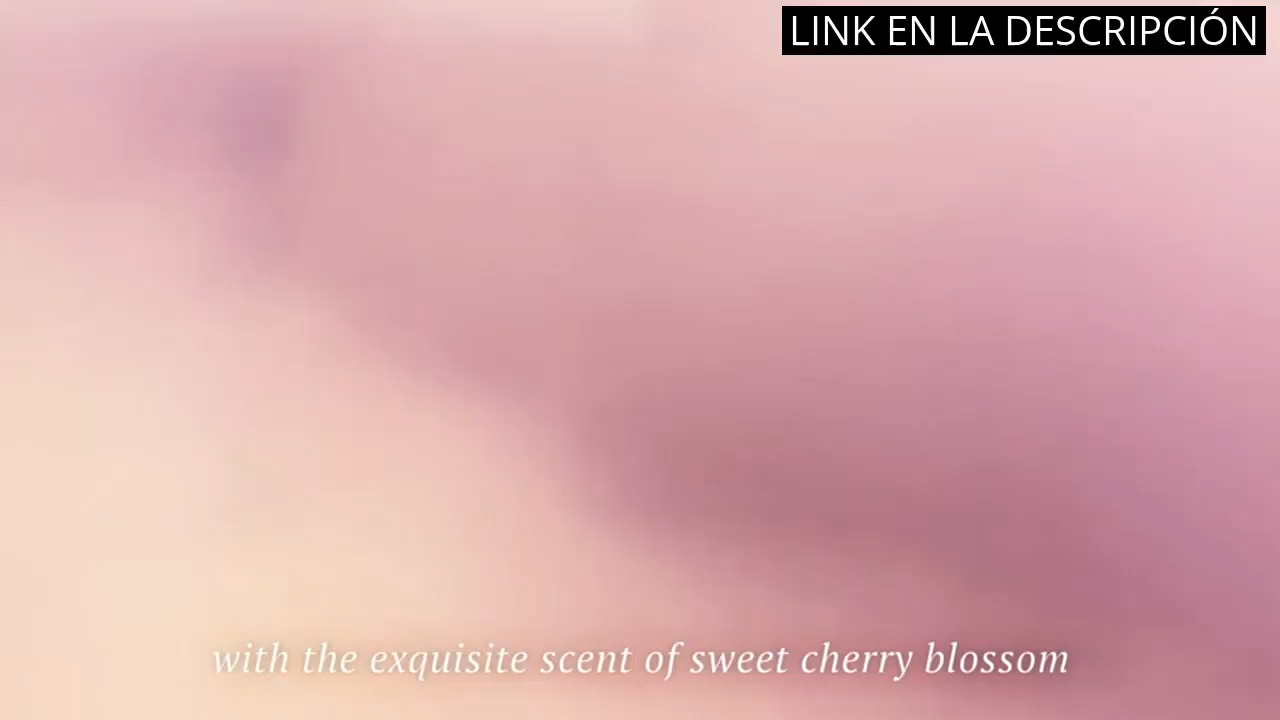 LINK EN LA DESCRIPCIÓN
with the exquisite scent of sweet cherry blossom